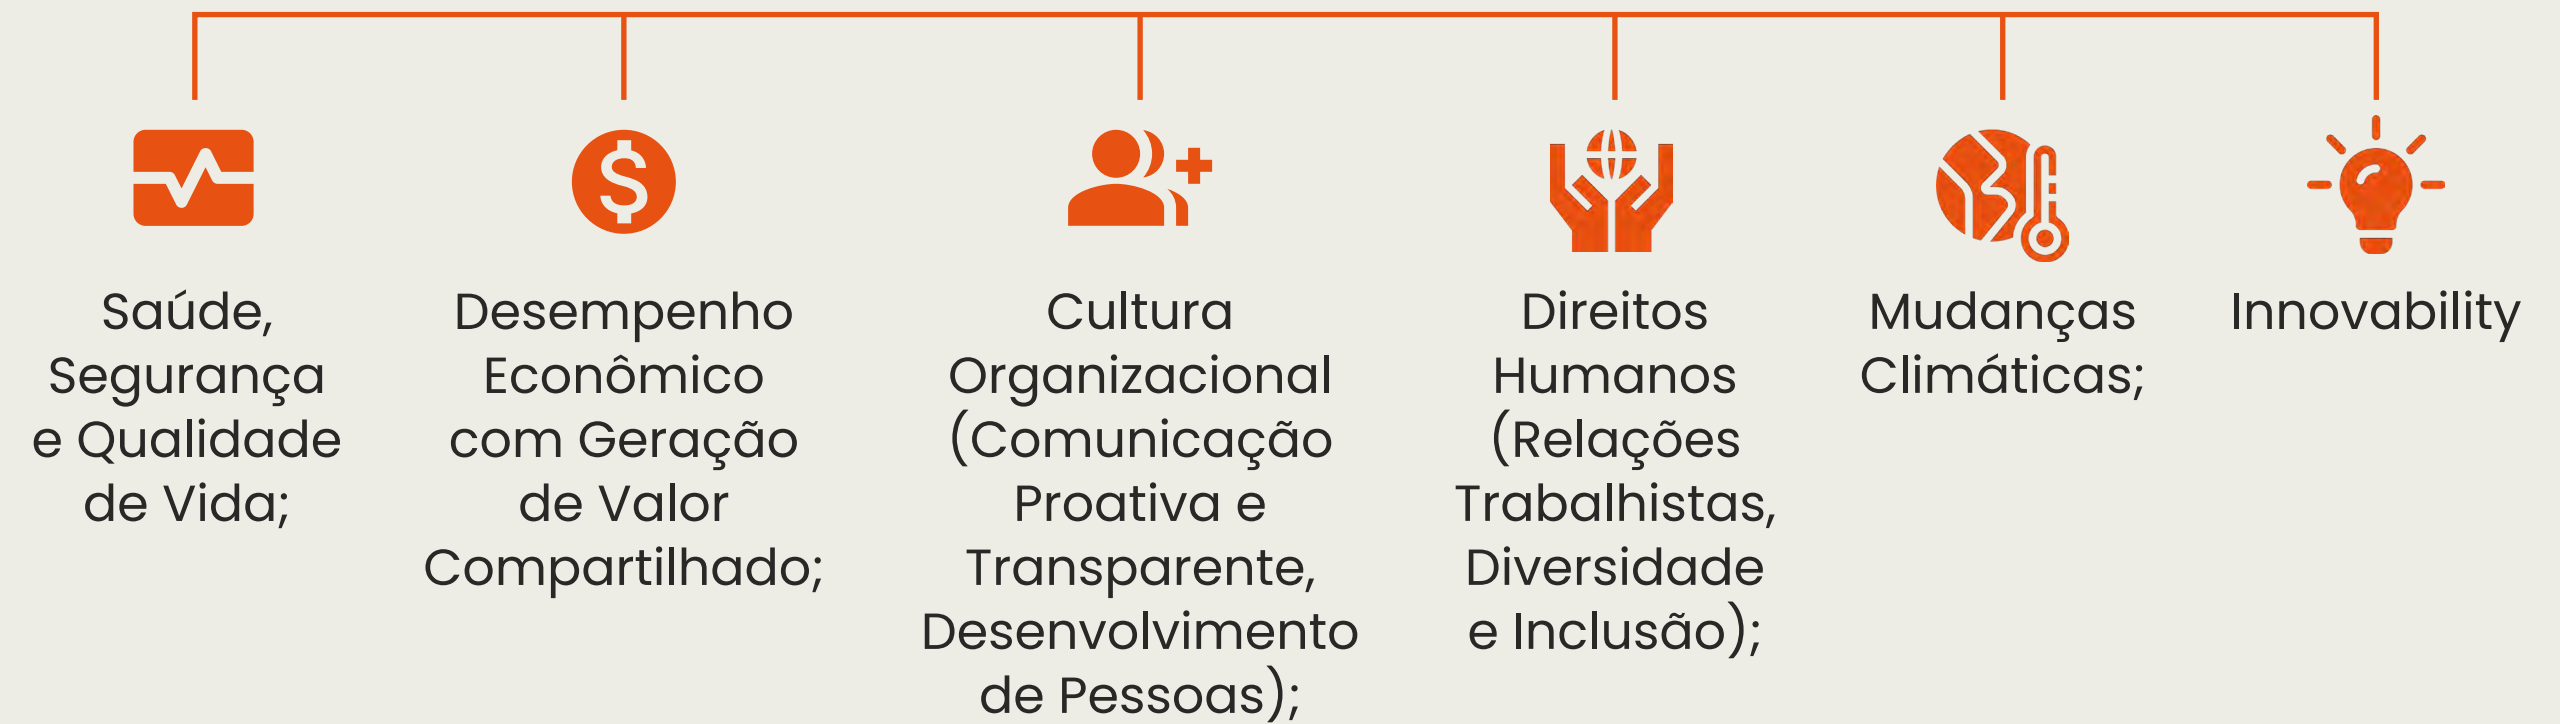 Saúde,
Segurança
e Qualidade
de Vida;
Desempenho
Econômico
com Geração
de Valor
Compartilhado;
Cultura
Organizacional
(Comunicação
Proativa e
Transparente,
Desenvolvimento
de Pessoas);
Direitos
Humanos
(Relações
Trabalhistas,
Diversidade
e Inclusão);
Mudanças
Climáticas;
Innovability